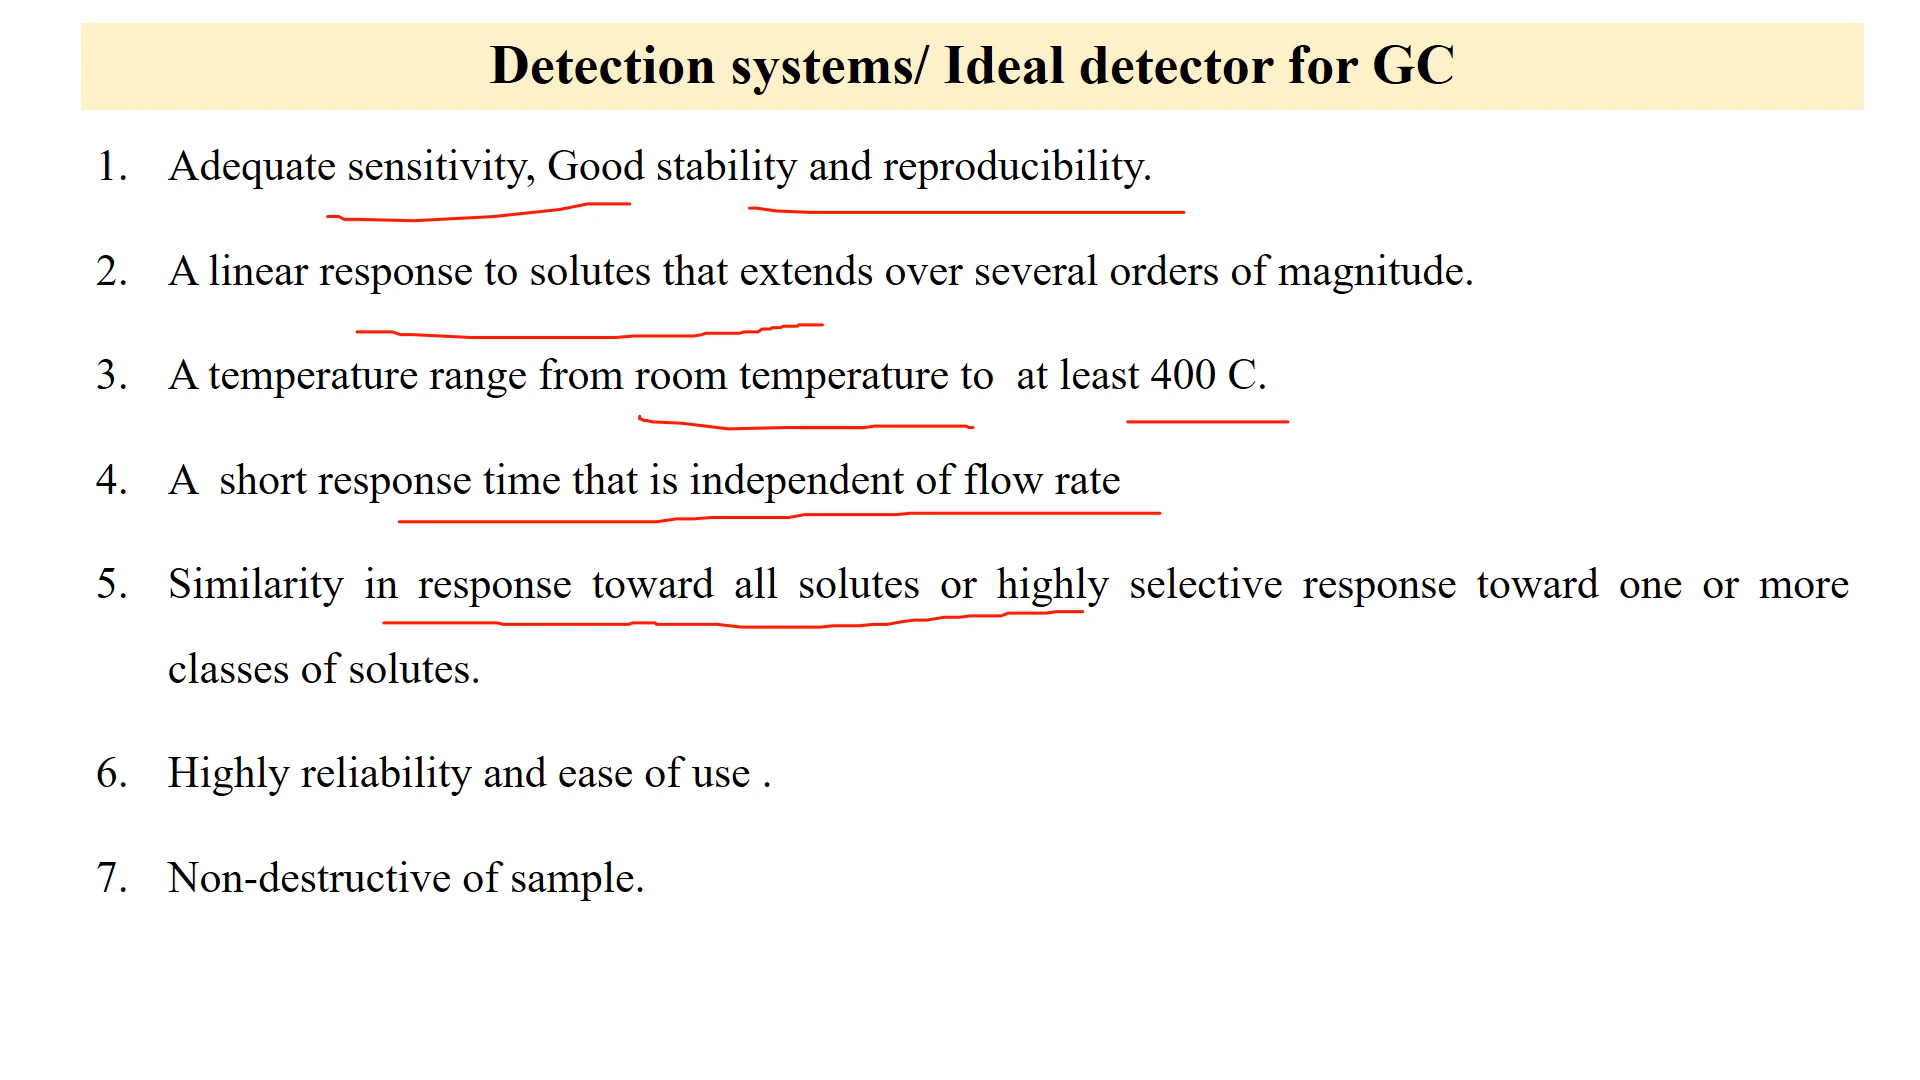 Detection systems/ Ideal detector for GC
1. Adequate sensitivity, Good stability and reproducibility.
2. A linear response to solutes that extends over several orders of magnitude.
3. A temperature range from room temperature to  at least 400 C.
4. A  short response time that is independent of flow rate
5. Similarity in response toward all solutes or highly selective response toward one or more
classes of solutes.
6. Highly reliability and ease of use .
7. Non-destructive of sample.